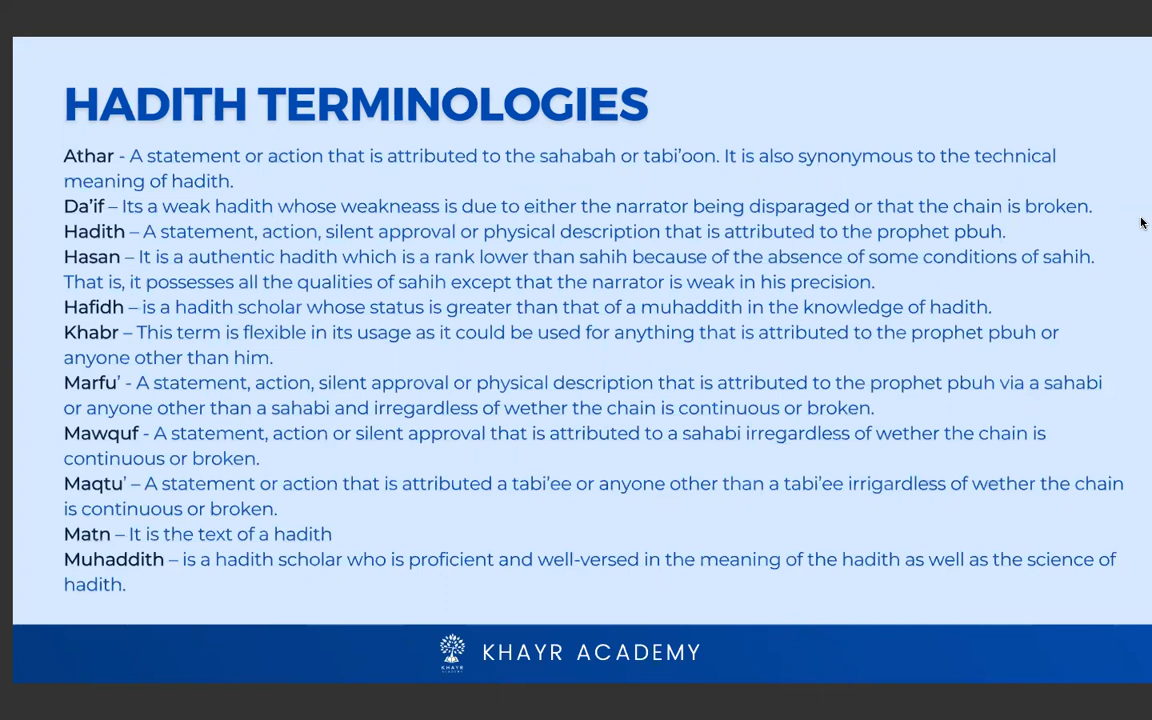 HADITH TERMINOLOGIES
Athar - A statement or action that is attributed to the sahabah or tabi’oon. It is also synonymous to the technical
meaning of hadith.
Da’if – Its a weak hadith whose weakneass is due to either the narrator being disparaged or that the chain is broken.
Hadith – A statement, action, silent approval or physical description that is attributed to the prophet pbuh.
Hasan – It is a authentic hadith which is a rank lower than sahih because of the absence of some conditions of sahih.
That is, it possesses all the qualities of sahih except that the narrator is weak in his precision.
Hafidh – is a hadith scholar whose status is greater than that of a muhaddith in the knowledge of hadith.
Khabr – This term is flexible in its usage as it could be used for anything that is attributed to the prophet pbuh or
anyone other than him.
Marfu’ - A statement, action, silent approval or physical description that is attributed to the prophet pbuh via a sahabi
or anyone other than a sahabi and irregardless of wether the chain is continuous or broken.
Mawquf - A statement, action or silent approval that is attributed to a sahabi irregardless of wether the chain is
continuous or broken.
Maqtu’ – A statement or action that is attributed a tabi’ee or anyone other than a tabi’ee irrigardless of wether the chain
is continuous or broken.
Matn – It is the text of a hadith
Muhaddith – is a hadith scholar who is proficient and well-versed in the meaning of the hadith as well as the science of
hadith.
KHAYR ACADEMY
KHAYR